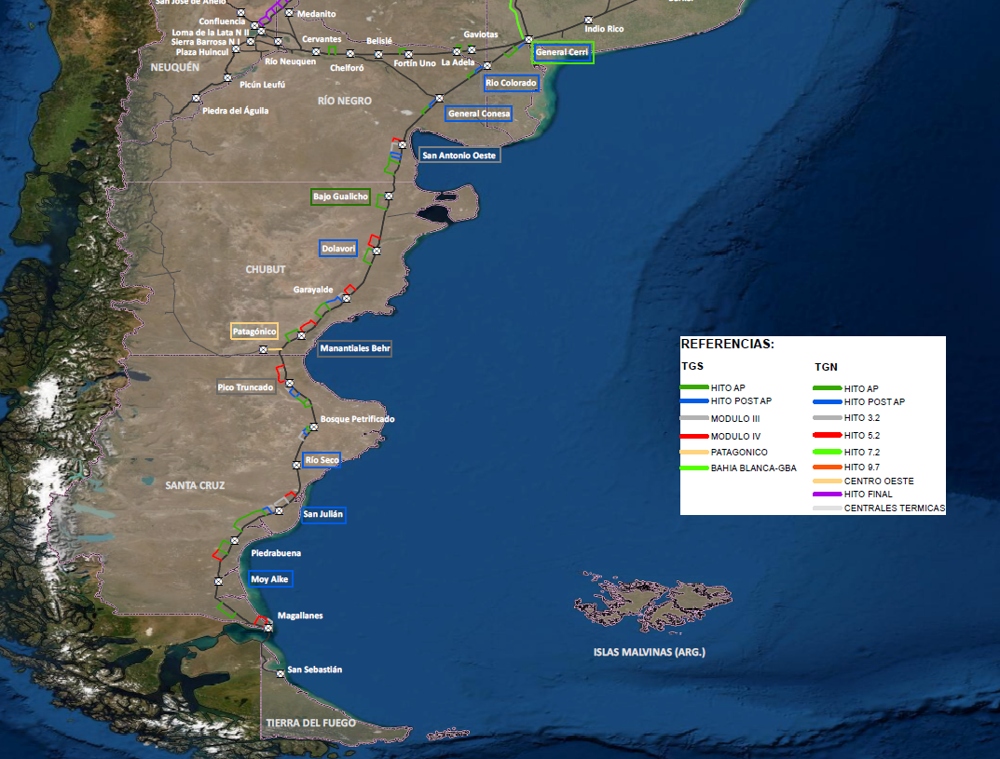 San José de Añelo
Medanito
Confluencia
Loma de la Lata N II
Sierra Barrosa N I
Plaza Huincul
Río Neuquen
Cervantes
Chelforó
Belislé
Fortín Uno
La Adela
Gaviotas
Indio Rico
General Cerri
NEUQUÉN
Picún Leufú
Piedra del Águila
RÍO NEGRO
Rio Colorado
General Conesa
San Antonio Oeste
Bajo Gualicho
Dolavori
CHUBUT
Garayalde
Patagónico
Manantiales Behr
Pico Truncado
Bosque Petrificado
Río Seco
SANTA CRUZ
San Julián
Piedrabuena
Moy Aike
Magallanes
San Sebastián
TIERRA DEL FUEGO
ISLAS MALVINAS (ARG.)
REFERENCIAS:
TGS
HITO AP
HITO POST AP
MODULO III
MODULO IV
PATAGONICO
BAHIA BLANCA-GBA
TGN
HITO AP
HITO POST AP
HITO 3.2
HITO 5.2
HITO 7.2
HITO 9.7
CENTRO OESTE
HITO FINAL
CENTRALES TERMICAS